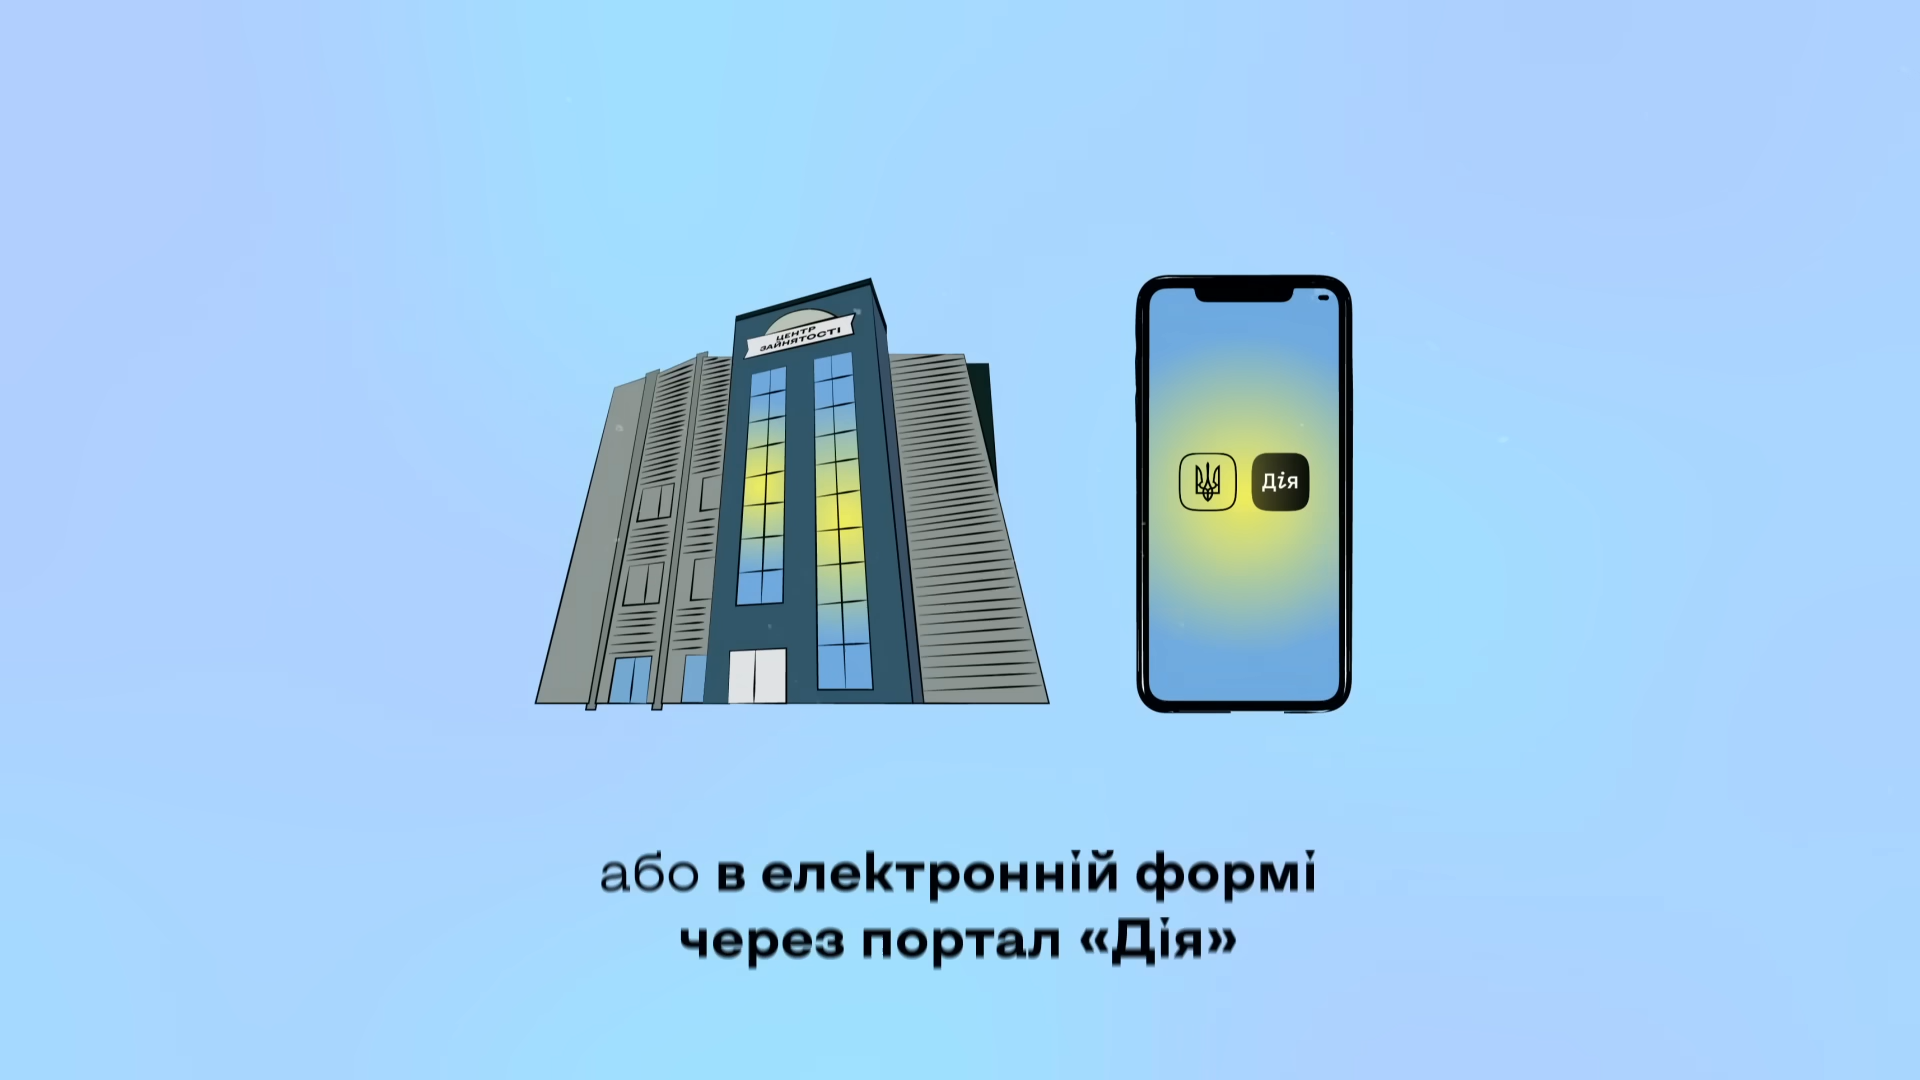 ЦЕНТР
ЗАЙНЯТОСТІ
Дія
або в електронній формі
через портал «Дія»